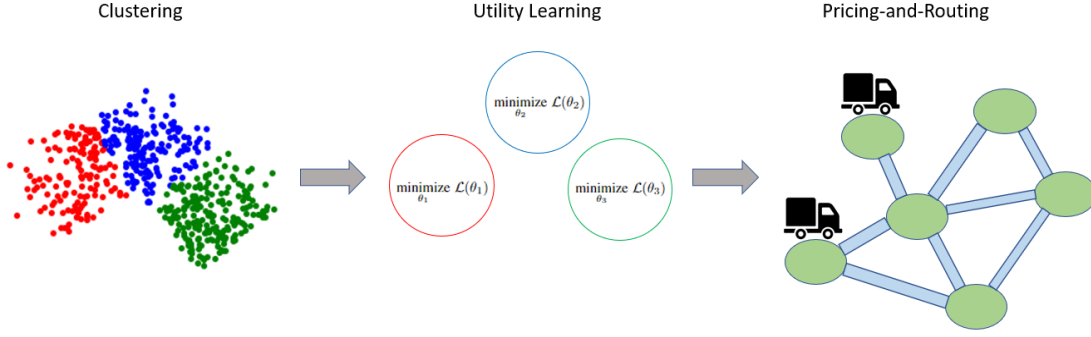 Clustering
Utility Learning
Pricing-and-Routing
minimize ℒ(θ₂)
θ₂
minimize ℒ(θ₁)
θ₁
minimize ℒ(θ₃)
θ₃